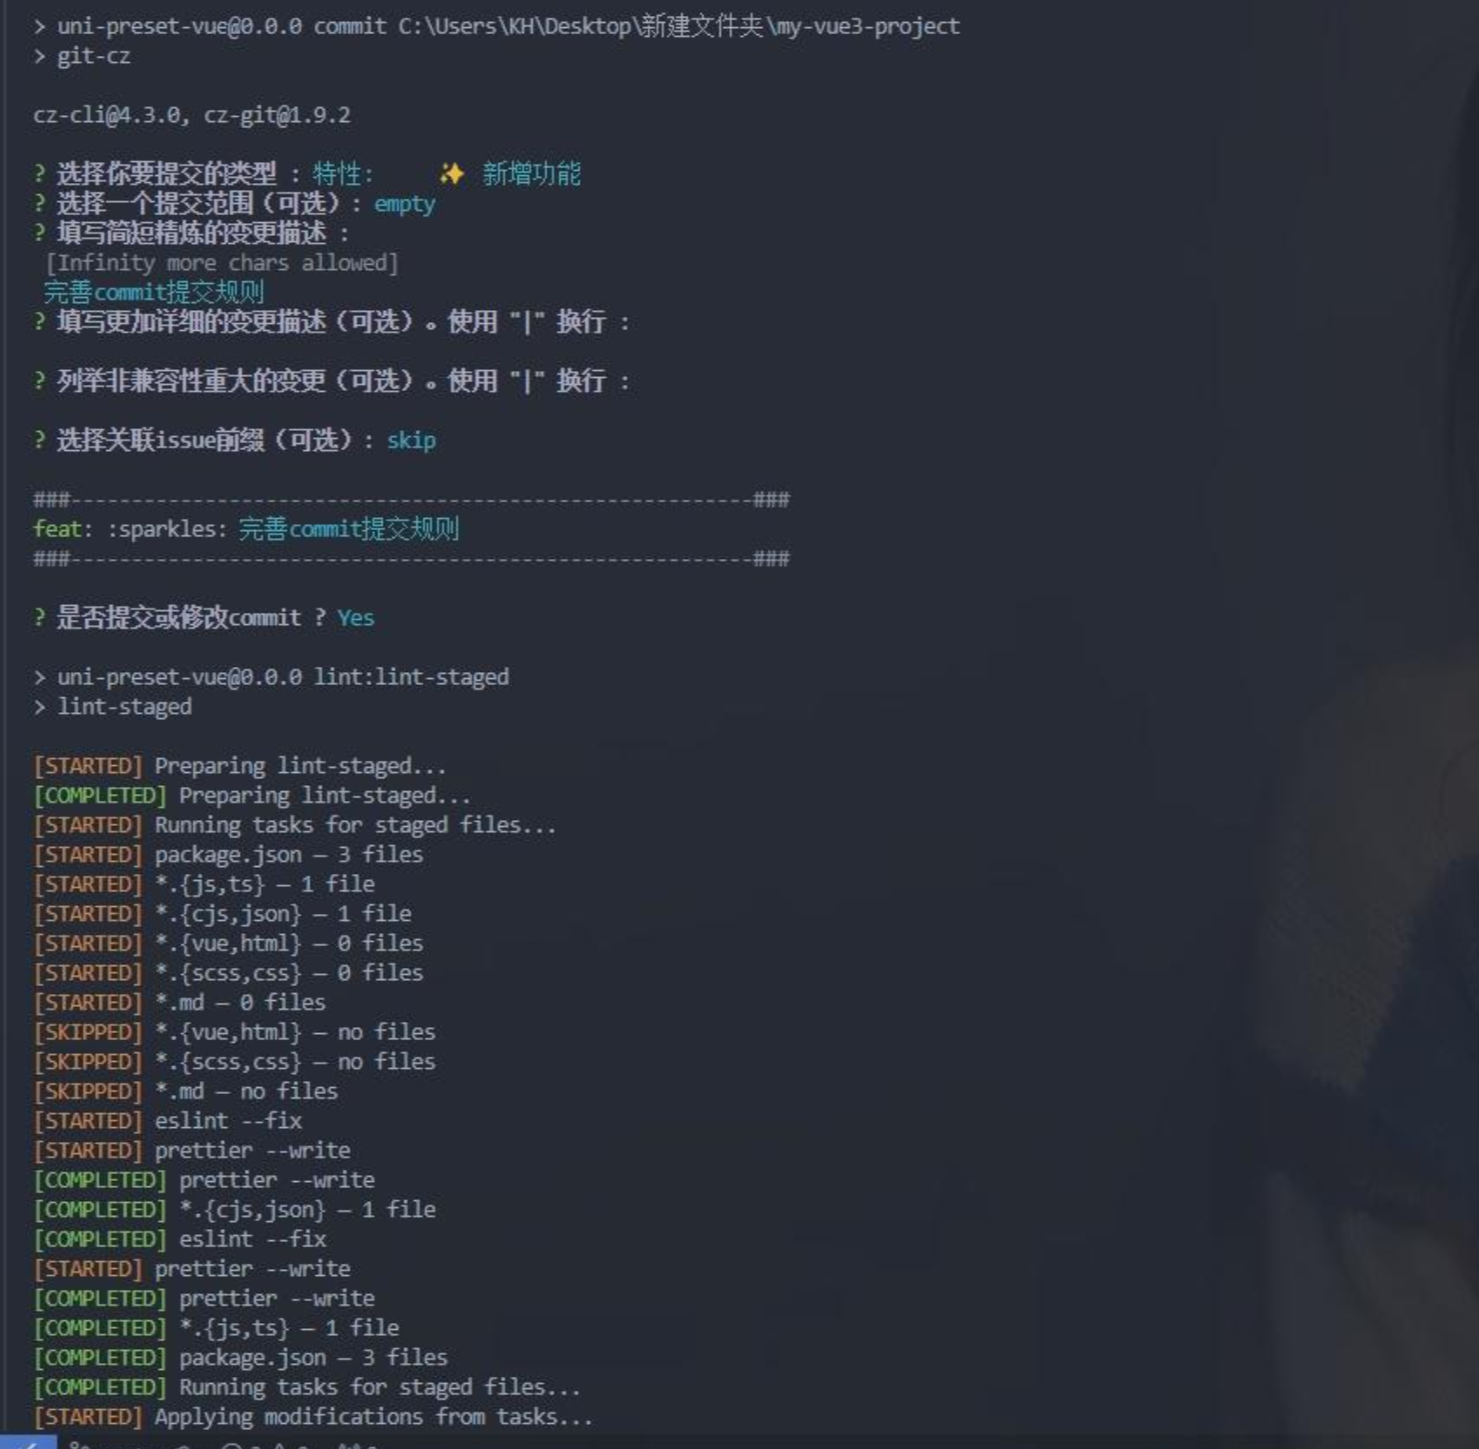 > uni-preset-vue@0.0.0 commit C:\Users\KH\Desktop\新建文件夹\my-vue3-project
> git-cz
cz-cli@4.3.0, cz-git@1.9.2
? 选择你要提交的类型 : 特性: ✨ 新增功能
? 选择一个提交范围（可选）: empty
? 填写简短精炼的变更描述 :
[Infinity more chars allowed]
完善commit提交规则
? 填写更加详细的变更描述（可选）。使用 "|" 换行 :
? 列举非兼容性重大的变更（可选）。使用 "|" 换行 :
? 选择关联issue前缀（可选）: skip
###--------------------------------------------------------###
feat: :sparkles: 完善commit提交规则
###--------------------------------------------------------###
? 是否提交或修改commit ? Yes
> uni-preset-vue@0.0.0 lint:lint-staged
> lint-staged
[STARTED] Preparing lint-staged...
[COMPLETED] Preparing lint-staged...
[STARTED] Running tasks for staged files...
[STARTED] package.json — 3 files
[STARTED] *.{js,ts} — 1 file
[STARTED] *.{cjs,json} — 1 file
[STARTED] *.{vue,html} — 0 files
[STARTED] *.{scss,css} — 0 files
[STARTED] *.md — 0 files
[SKIPPED] *.{vue,html} — no files
[SKIPPED] *.{scss,css} — no files
[SKIPPED] *.md — no files
[STARTED] eslint --fix
[STARTED] prettier --write
[COMPLETED] prettier --write
[COMPLETED] *.{cjs,json} — 1 file
[COMPLETED] eslint --fix
[STARTED] prettier --write
[COMPLETED] prettier --write
[COMPLETED] *.{js,ts} — 1 file
[COMPLETED] package.json — 3 files
[COMPLETED] Running tasks for staged files...
[STARTED] Applying modifications from tasks...